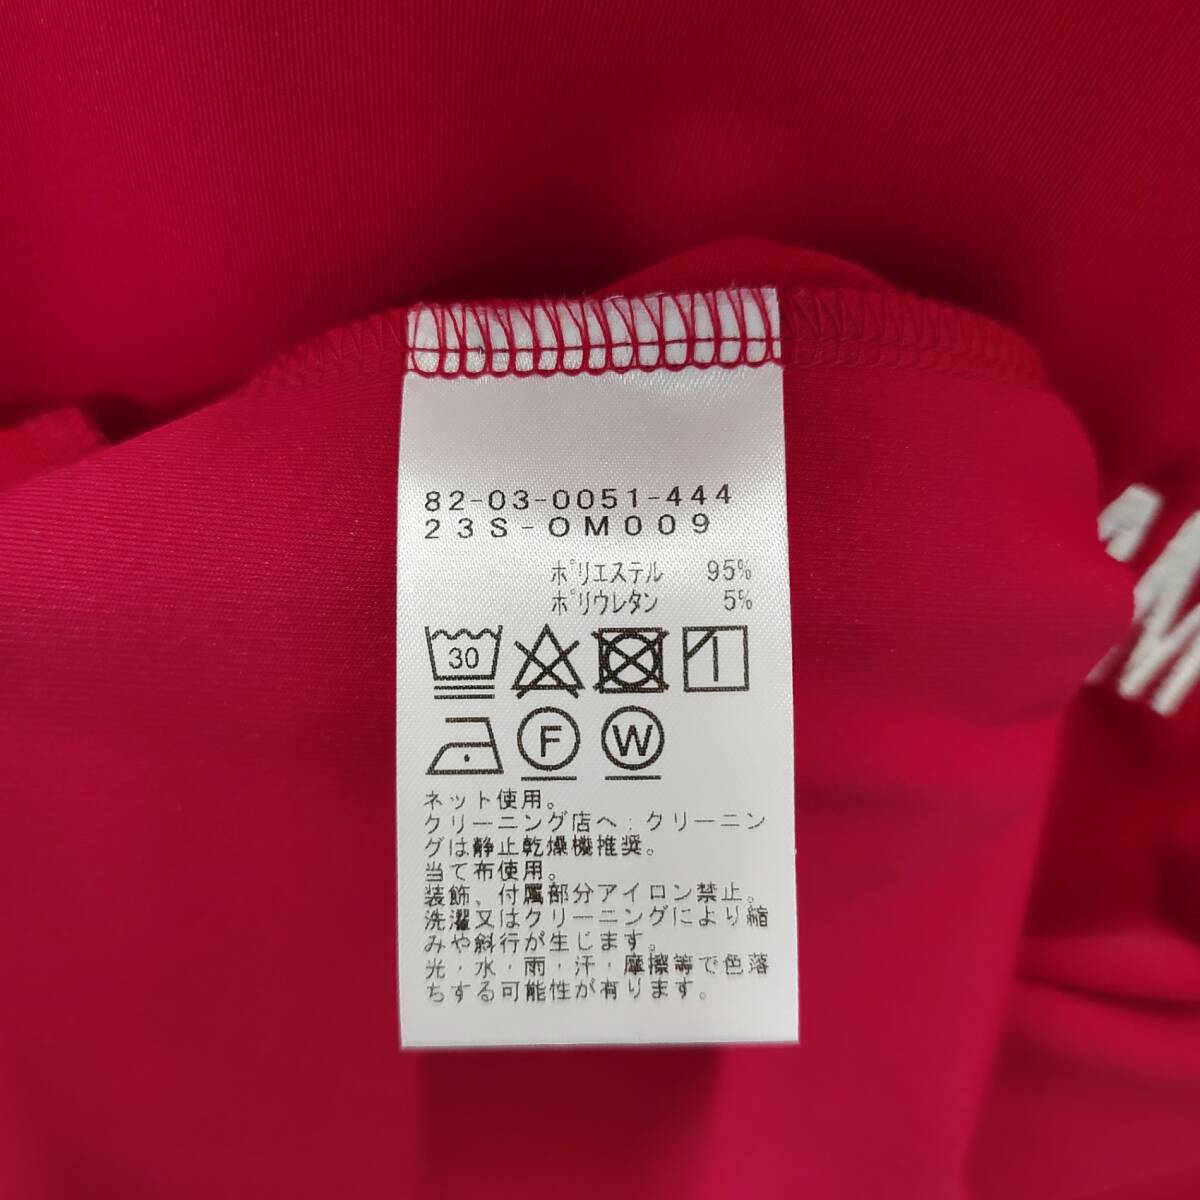 82-03-0051-444
23S-OM009
ポリエステル 95%
ポリウレタン 5%
30
F W
ネット使用。
クリーニング店へ:クリーニン
グは静止乾燥機推奨。
当て布使用。
装飾、付属部分アイロン禁止。
洗濯又はクリーニングにより縮
みや斜行が生じます。
光・水・雨・汗・摩擦等で色落
ちする可能性が有ります。